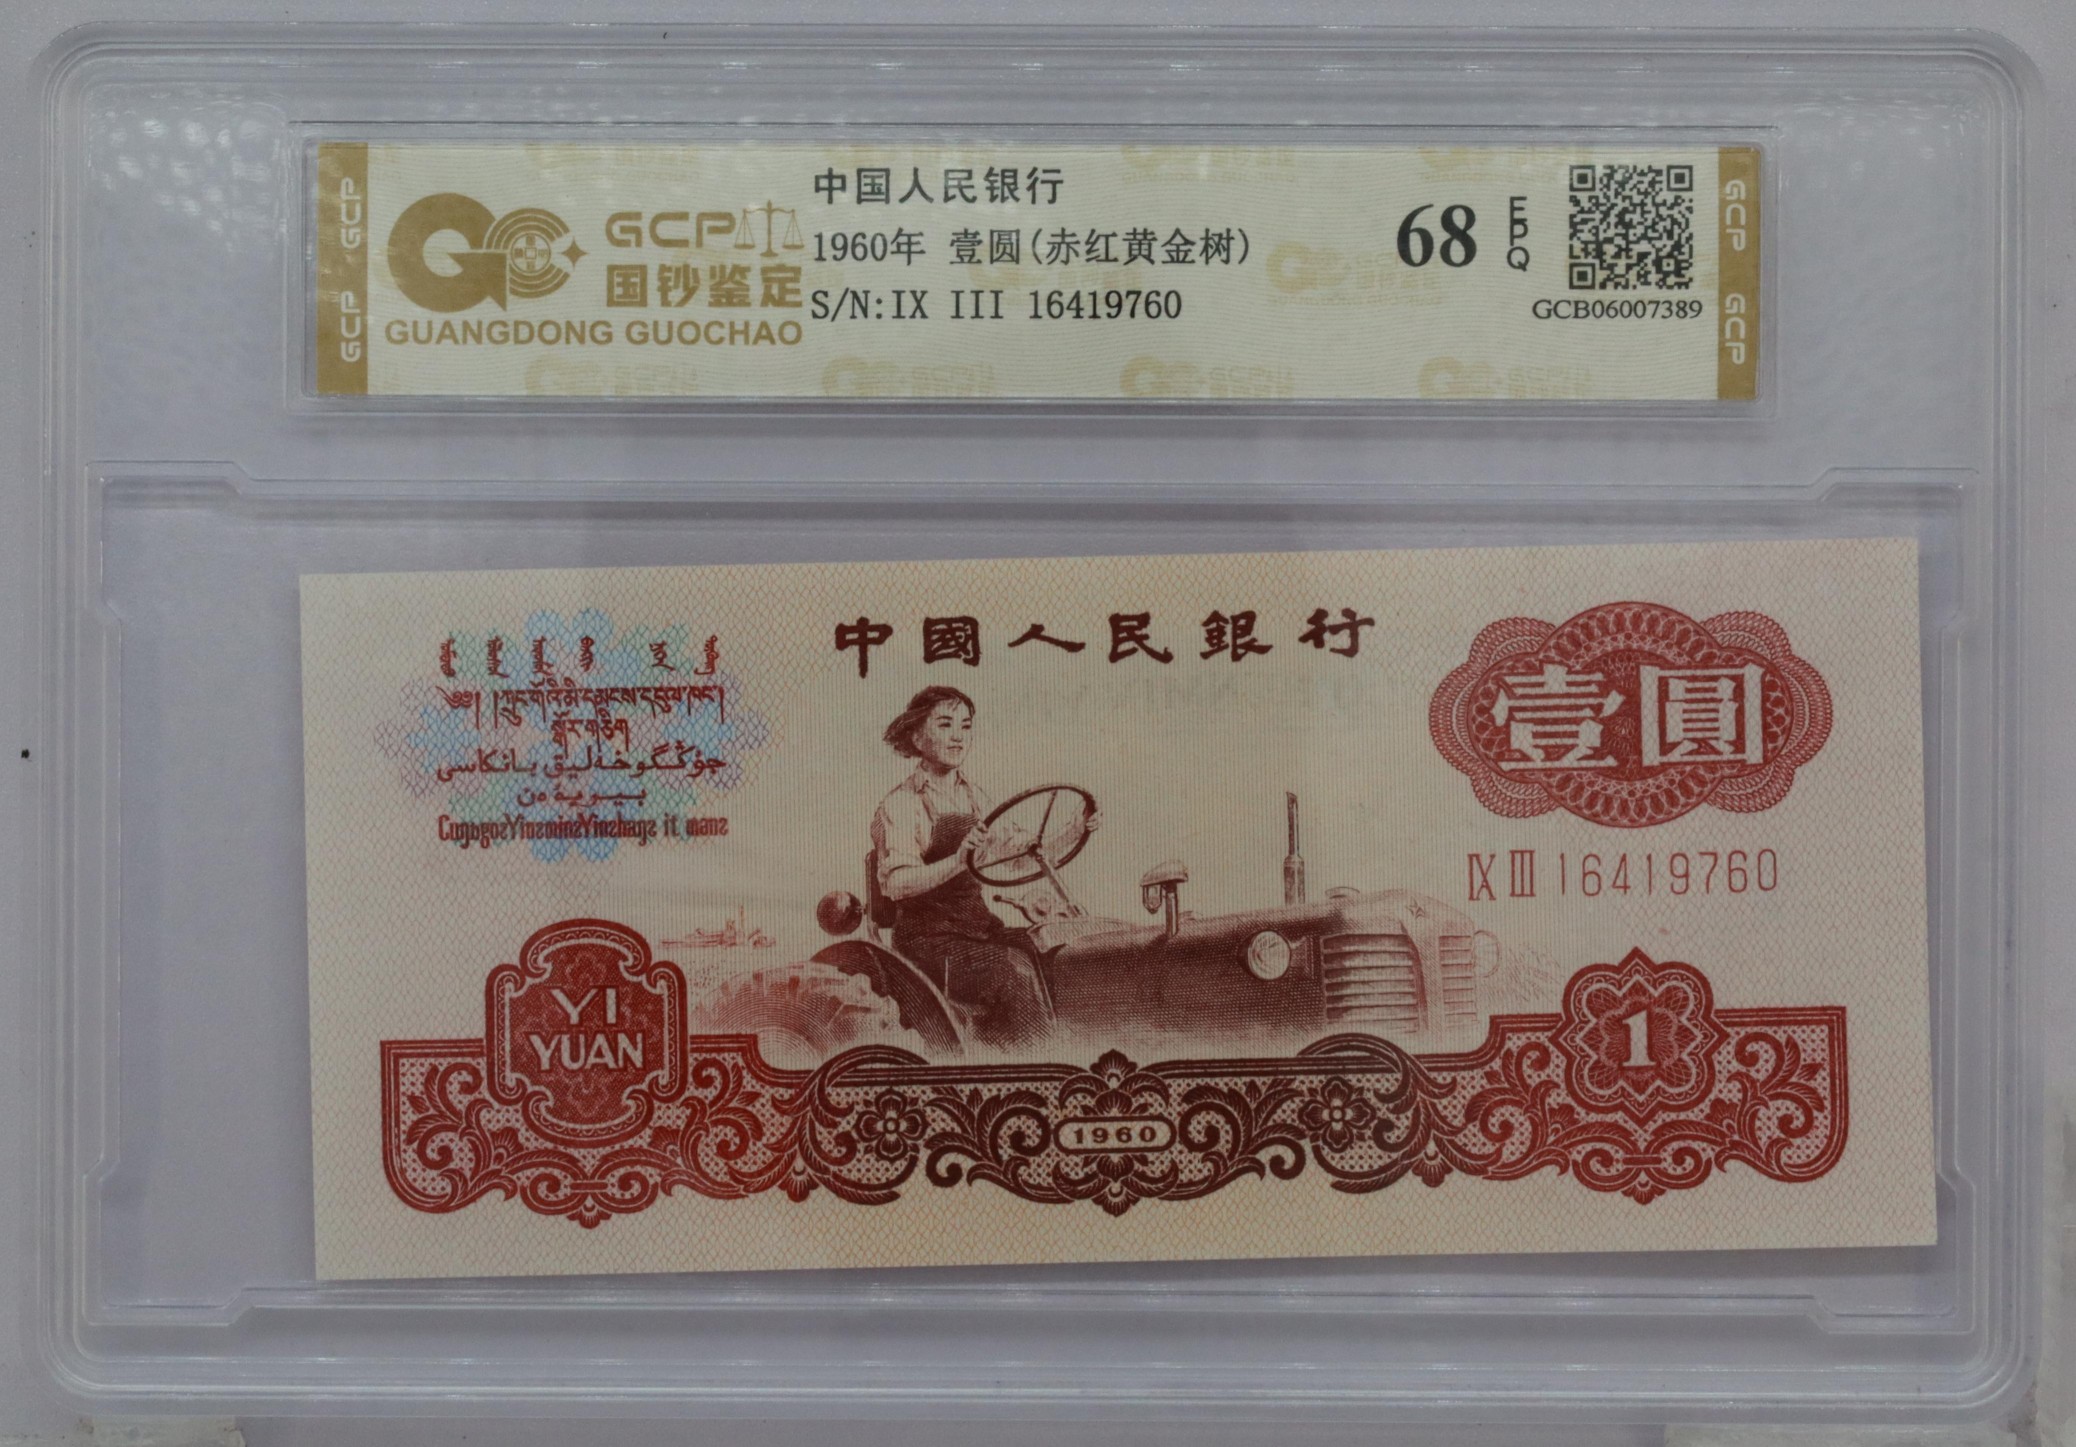 GCP GCP
GCP
国钞鉴定
GUANGDONG GUOCHAO
中国人民银行
1960年 壹圆(赤红黄金树)
S/N:IX III 16419760
68
EPQ
GCB06007389
GCP GCP
中國人民銀行
壹圓
IX III 16419760
YI
YUAN
1960
1